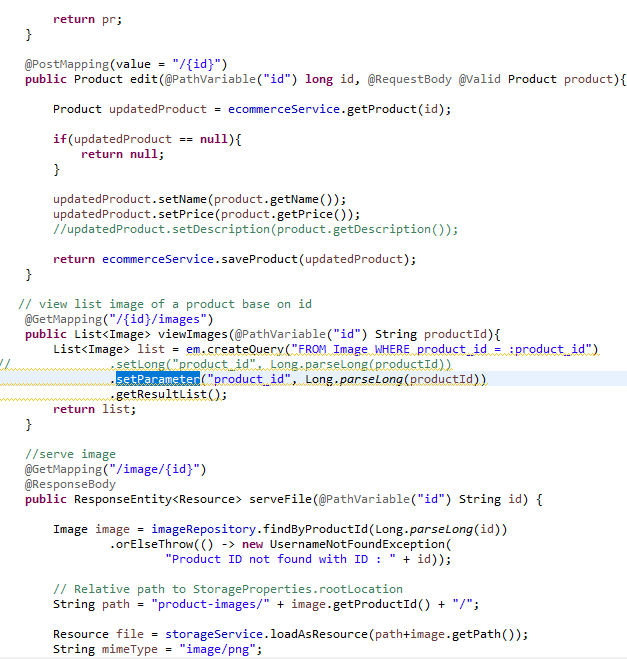 return pr;
}
@PostMapping(value = "/{id}")
public Product edit(@PathVariable("id") long id, @RequestBody @Valid Product product){
Product updatedProduct = ecommerceService.getProduct(id);
if(updatedProduct == null){
return null;
}
updatedProduct.setName(product.getName());
updatedProduct.setPrice(product.getPrice());
//updatedProduct.setDescription(product.getDescription());
return ecommerceService.saveProduct(updatedProduct);
}
// view list image of a product base on id
@GetMapping("/{id}/images")
public List<Image> viewImages(@PathVariable("id") String productId){
List<Image> list = em.createQuery("FROM Image WHERE product_id = :product_id")
// .setLong("product_id", Long.parseLong(productId))
.setParameter("product_id", Long.parseLong(productId))
.getResultList();
return list;
}
//serve image
@GetMapping("/image/{id}")
@ResponseBody
public ResponseEntity<Resource> serveFile(@PathVariable("id") String id) {
Image image = imageRepository.findByProductId(Long.parseLong(id))
.orElseThrow(() -> new UsernameNotFoundException(
"Product ID not found with ID : " + id));
// Relative path to StorageProperties.rootLocation
String path = "product-images/" + image.getProductId() + "/";
Resource file = storageService.loadAsResource(path+image.getPath());
String mimeType = "image/png";